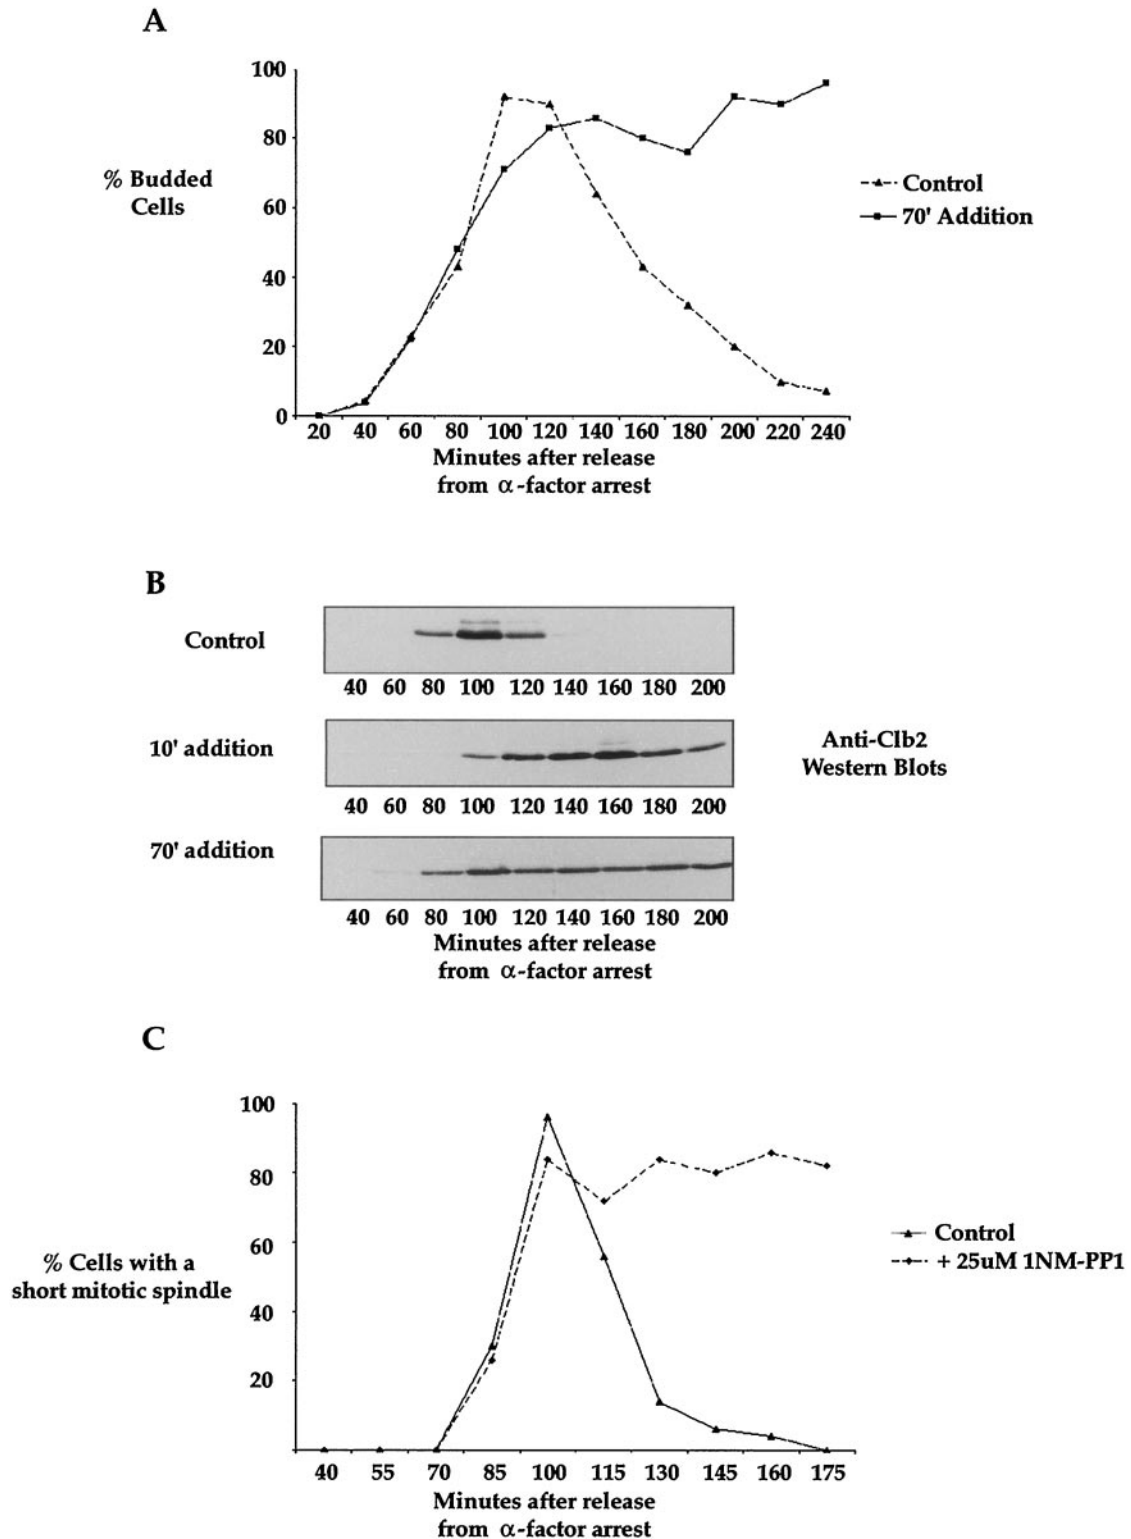 A
100
80
60
40
20
0
% Budded
Cells
Control
70' Addition
20 40 60 80 100 120 140 160 180 200 220 240
Minutes after release
from α-factor arrest
B
Control
40 60 80 100 120 140 160 180 200
10' addition
40 60 80 100 120 140 160 180 200
Anti-Clb2
Western Blots
70' addition
40 60 80 100 120 140 160 180 200
Minutes after release
from α-factor arrest
C
100
80
60
40
20
% Cells with a
short mitotic spindle
Control
+ 25uM 1NM-PP1
40 55 70 85 100 115 130 145 160 175
Minutes after release
from α-factor arrest